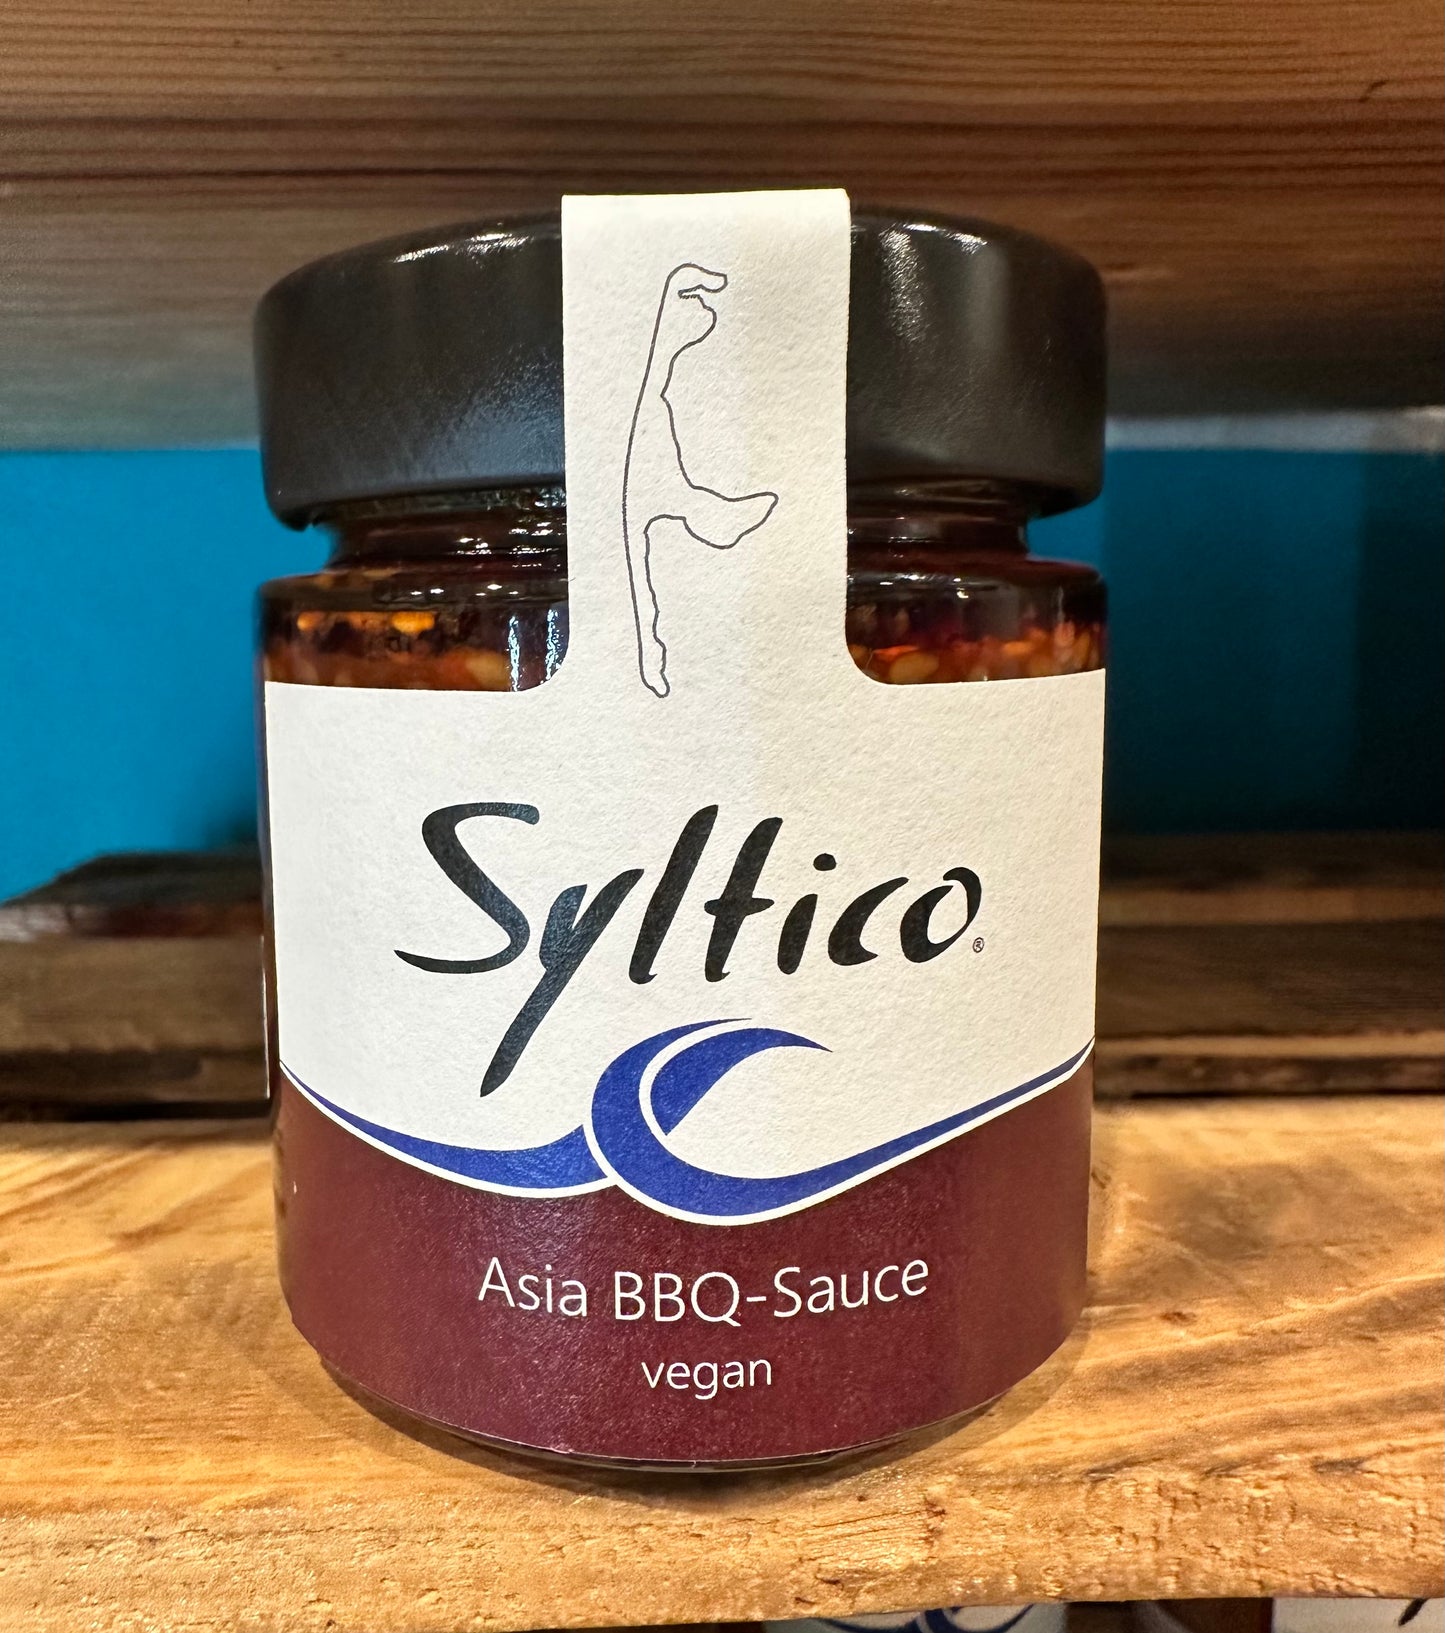 Syltico®
Asia BBQ-Sauce
vegan